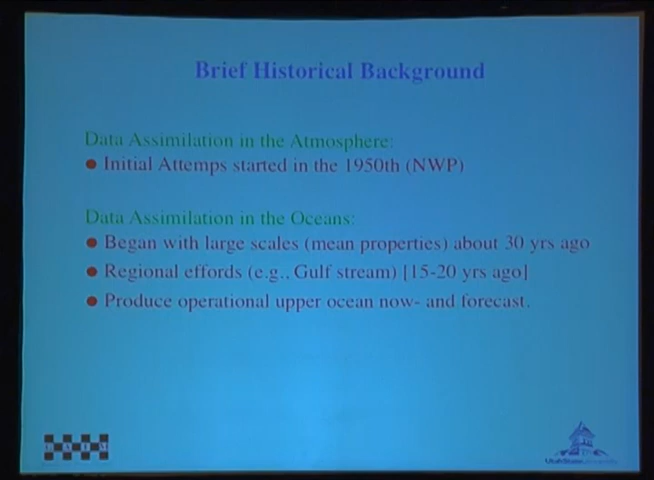 Brief Historical Background
Data Assimilation in the Atmosphere:
● Initial Attemps started in the 1950th (NWP)
Data Assimilation in the Oceans:
● Began with large scales (mean properties) about 30 yrs ago
● Regional effords (e.g., Gulf stream) [15-20 yrs ago]
● Produce operational upper ocean now- and forecast.
G A I M
UtahStateUniversity